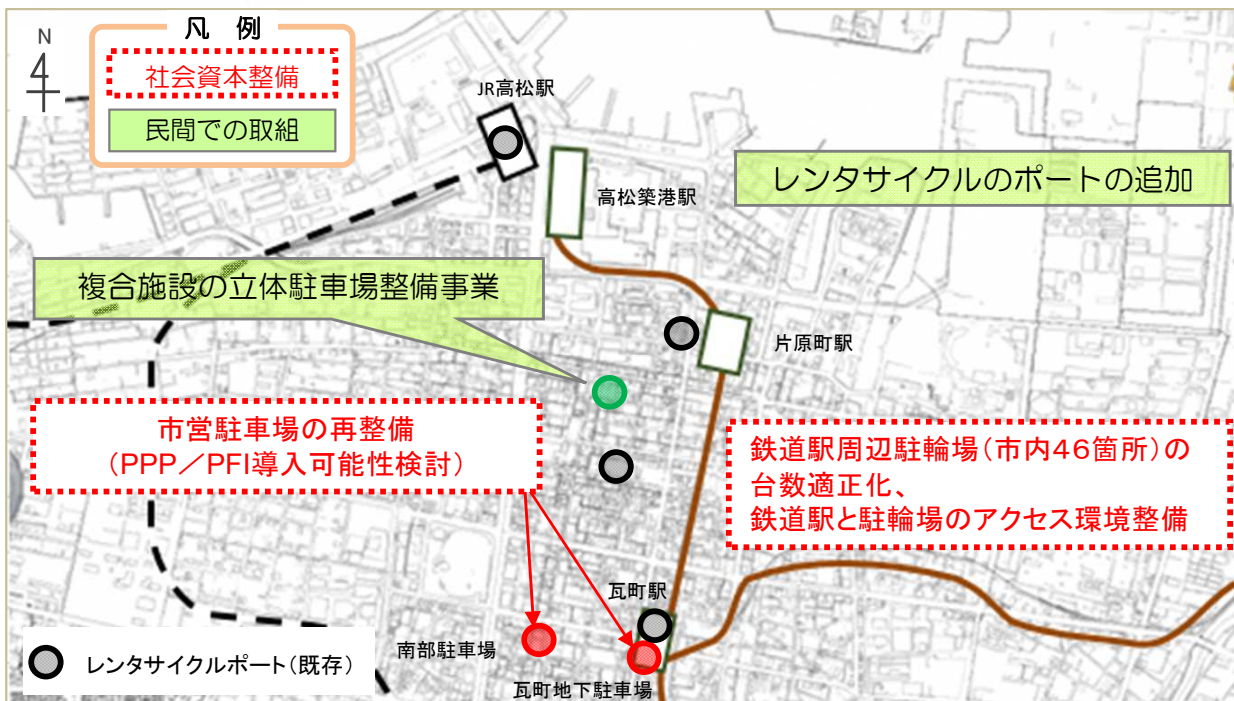 凡 例
社会資本整備
民間での取組
N
JR高松駅
高松築港駅
レンタサイクルのポートの追加
複合施設の立体駐車場整備事業
片原町駅
市営駐車場の再整備
（PPP／PFI導入可能性検討）
鉄道駅周辺駐輪場（市内46箇所）の
台数適正化、
鉄道駅と駐輪場のアクセス環境整備
瓦町駅
南部駐車場
瓦町地下駐車場
レンタサイクルポート（既存）